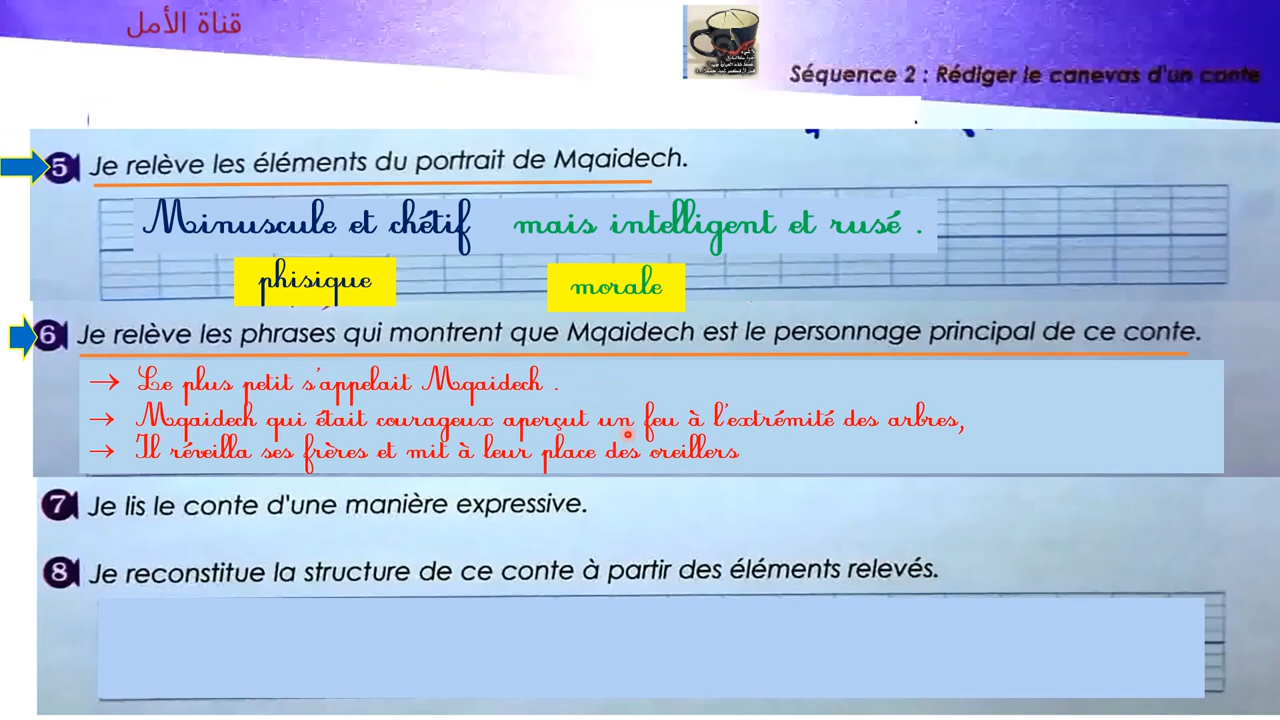 قناة الأمل
Séquence 2 : Rédiger le canevas d'un conte
5 Je relève les éléments du portrait de Mqaidech.
Minuscule et chétif mais intelligent et rusé .
phisique morale
6 Je relève les phrases qui montrent que Mqaidech est le personnage principal de ce conte.
→ Le plus petit s'appelait Mqaidech .
→ Mqaidech qui était courageux aperçut un feu à l'extrémité des arbres,
→ Il réveilla ses frères et mit à leur place des oreillers
7 Je lis le conte d'une manière expressive.
8 Je reconstitue la structure de ce conte à partir des éléments relevés.